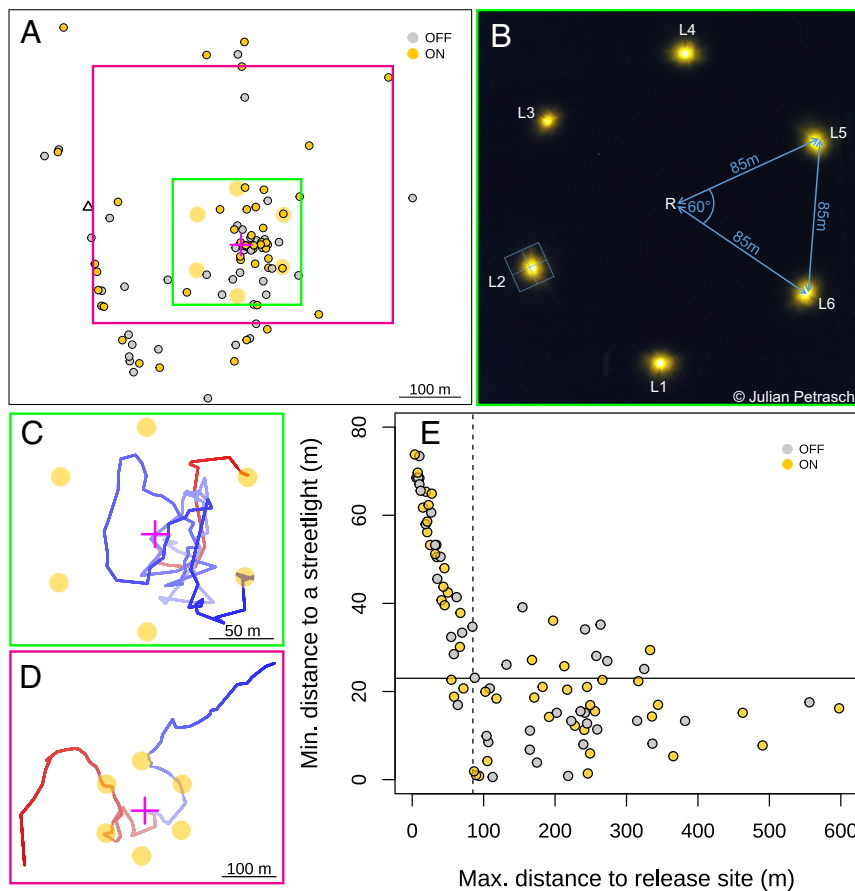 A
OFF
ON
100 m
B
L4
L3
L5
85m
R
60°
85m
85m
L2
L6
L1
© Julian Petrasch
C
50 m
D
100 m
E
OFF
ON
Min. distance to a streetlight (m)
80
60
40
20
0
0 100 200 300 400 500 600
Max. distance to release site (m)